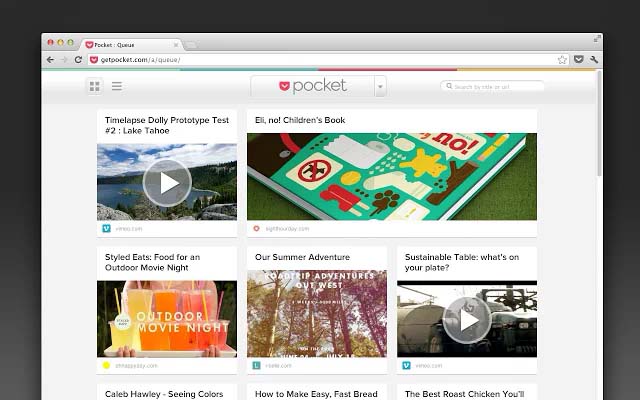 Pocket : Queue
getpocket.com/a/queue/
pocket
Search by title or url
Timelapse Dolly Prototype Test
#2 : Lake Tahoe
vimeo.com
Eli, no! Children's Book
no!
eighthourday.com
Styled Eats: Food for an
Outdoor Movie Night
OUTDOOR
MOVIE NIGHT
ohhappyday.com
Our Summer Adventure
ROADTRIP ADVENTURES
OUT WEST
Sustainable Table: what's on
your plate?
vimeo.com
Caleb Hawkey - Seeing Colors
How to Make Easy, Fast Bread
The Best Roast Chicken You'll